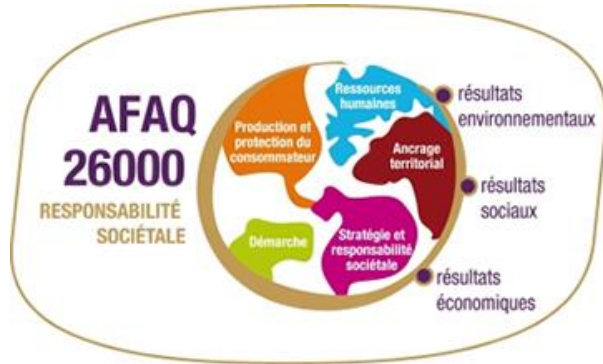 AFAQ
26000
RESPONSABILITÉ
SOCIÉTALE
Production et
protection du
consommateur
Ressources
humaines
Ancrage
territorial
Démarche
Stratégie et
responsabilité
sociétale
résultats
environnementaux
résultats
sociaux
résultats
économiques